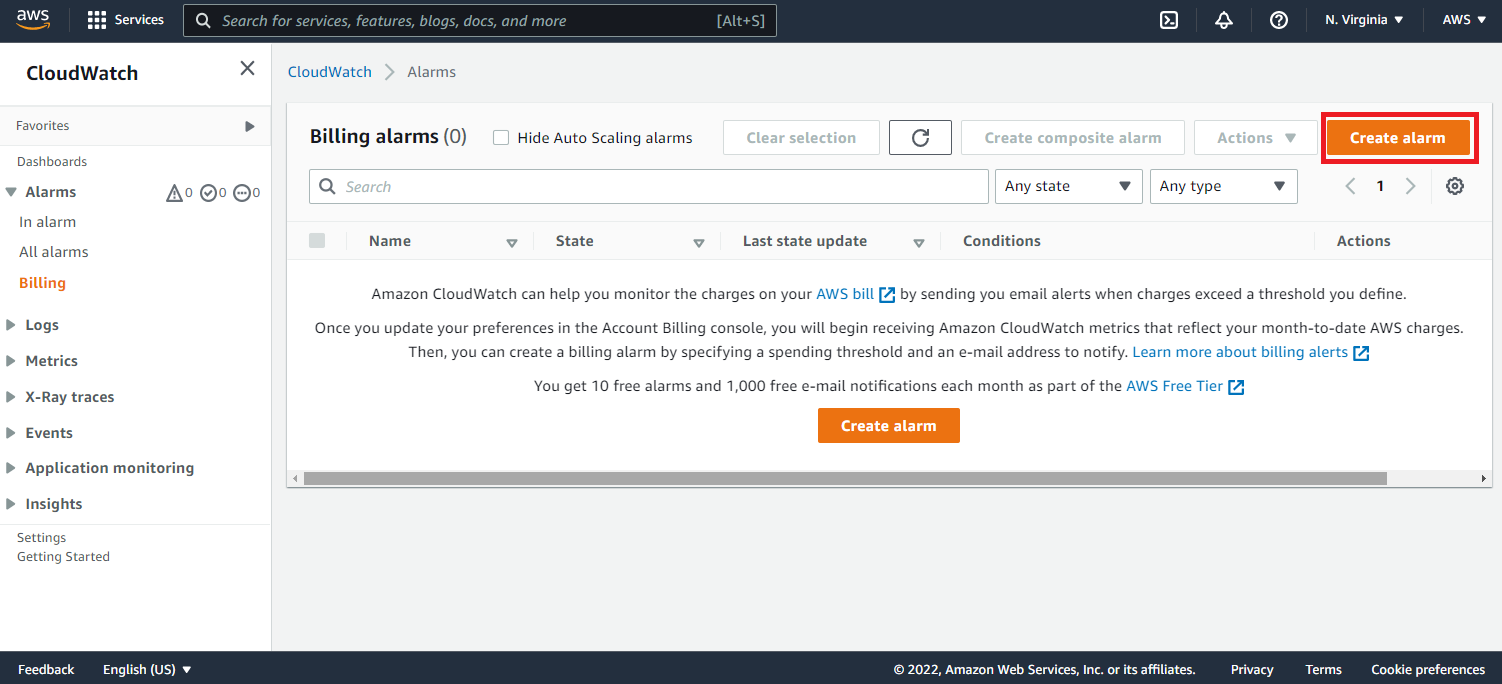 aws
Services
Search for services, features, blogs, docs, and more [Alt+S]
N. Virginia
AWS
CloudWatch
Favorites
Dashboards
Alarms 0 0 0
In alarm
All alarms
Billing
Logs
Metrics
X-Ray traces
Events
Application monitoring
Insights
Settings
Getting Started
CloudWatch Alarms
Billing alarms (0)
Hide Auto Scaling alarms
Clear selection
Create composite alarm
Actions
Create alarm
Search
Any state
Any type
1
Name State Last state update Conditions Actions
Amazon CloudWatch can help you monitor the charges on your AWS bill by sending you email alerts when charges exceed a threshold you define.
Once you update your preferences in the Account Billing console, you will begin receiving Amazon CloudWatch metrics that reflect your month-to-date AWS charges.
Then, you can create a billing alarm by specifying a spending threshold and an e-mail address to notify. Learn more about billing alerts
You get 10 free alarms and 1,000 free e-mail notifications each month as part of the AWS Free Tier
Create alarm
Feedback English (US) © 2022, Amazon Web Services, Inc. or its affiliates. Privacy Terms Cookie preferences